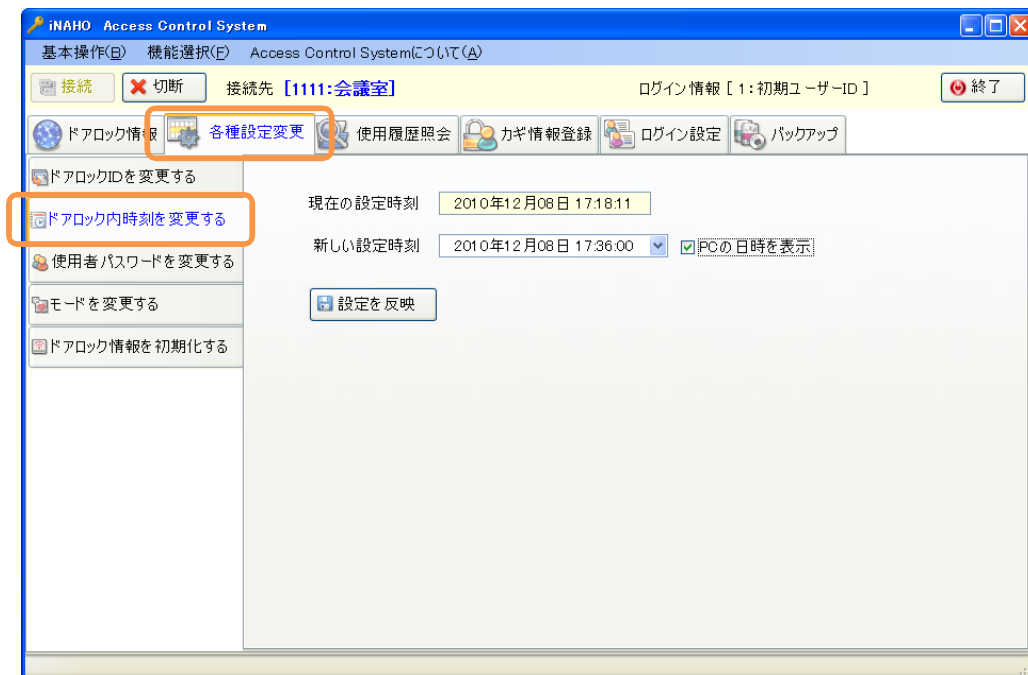 iNAHO Access Control System
基本操作(B) 機能選択(F) Access Control Systemについて(A)
接続 切断 接続先 [1111:会議室] ログイン情報 [ 1:初期ユーザーID ] 終了
ドアロック情報 各種設定変更 使用履歴照会 カギ情報登録 ログイン設定 バックアップ
ドアロックIDを変更する
ドアロック内時刻を変更する
使用者パスワードを変更する
モードを変更する
ドアロック情報を初期化する
現在の設定時刻 2010年12月08日 17:18:11
新しい設定時刻 2010年12月08日 17:36:00 PCの日時を表示
設定を反映